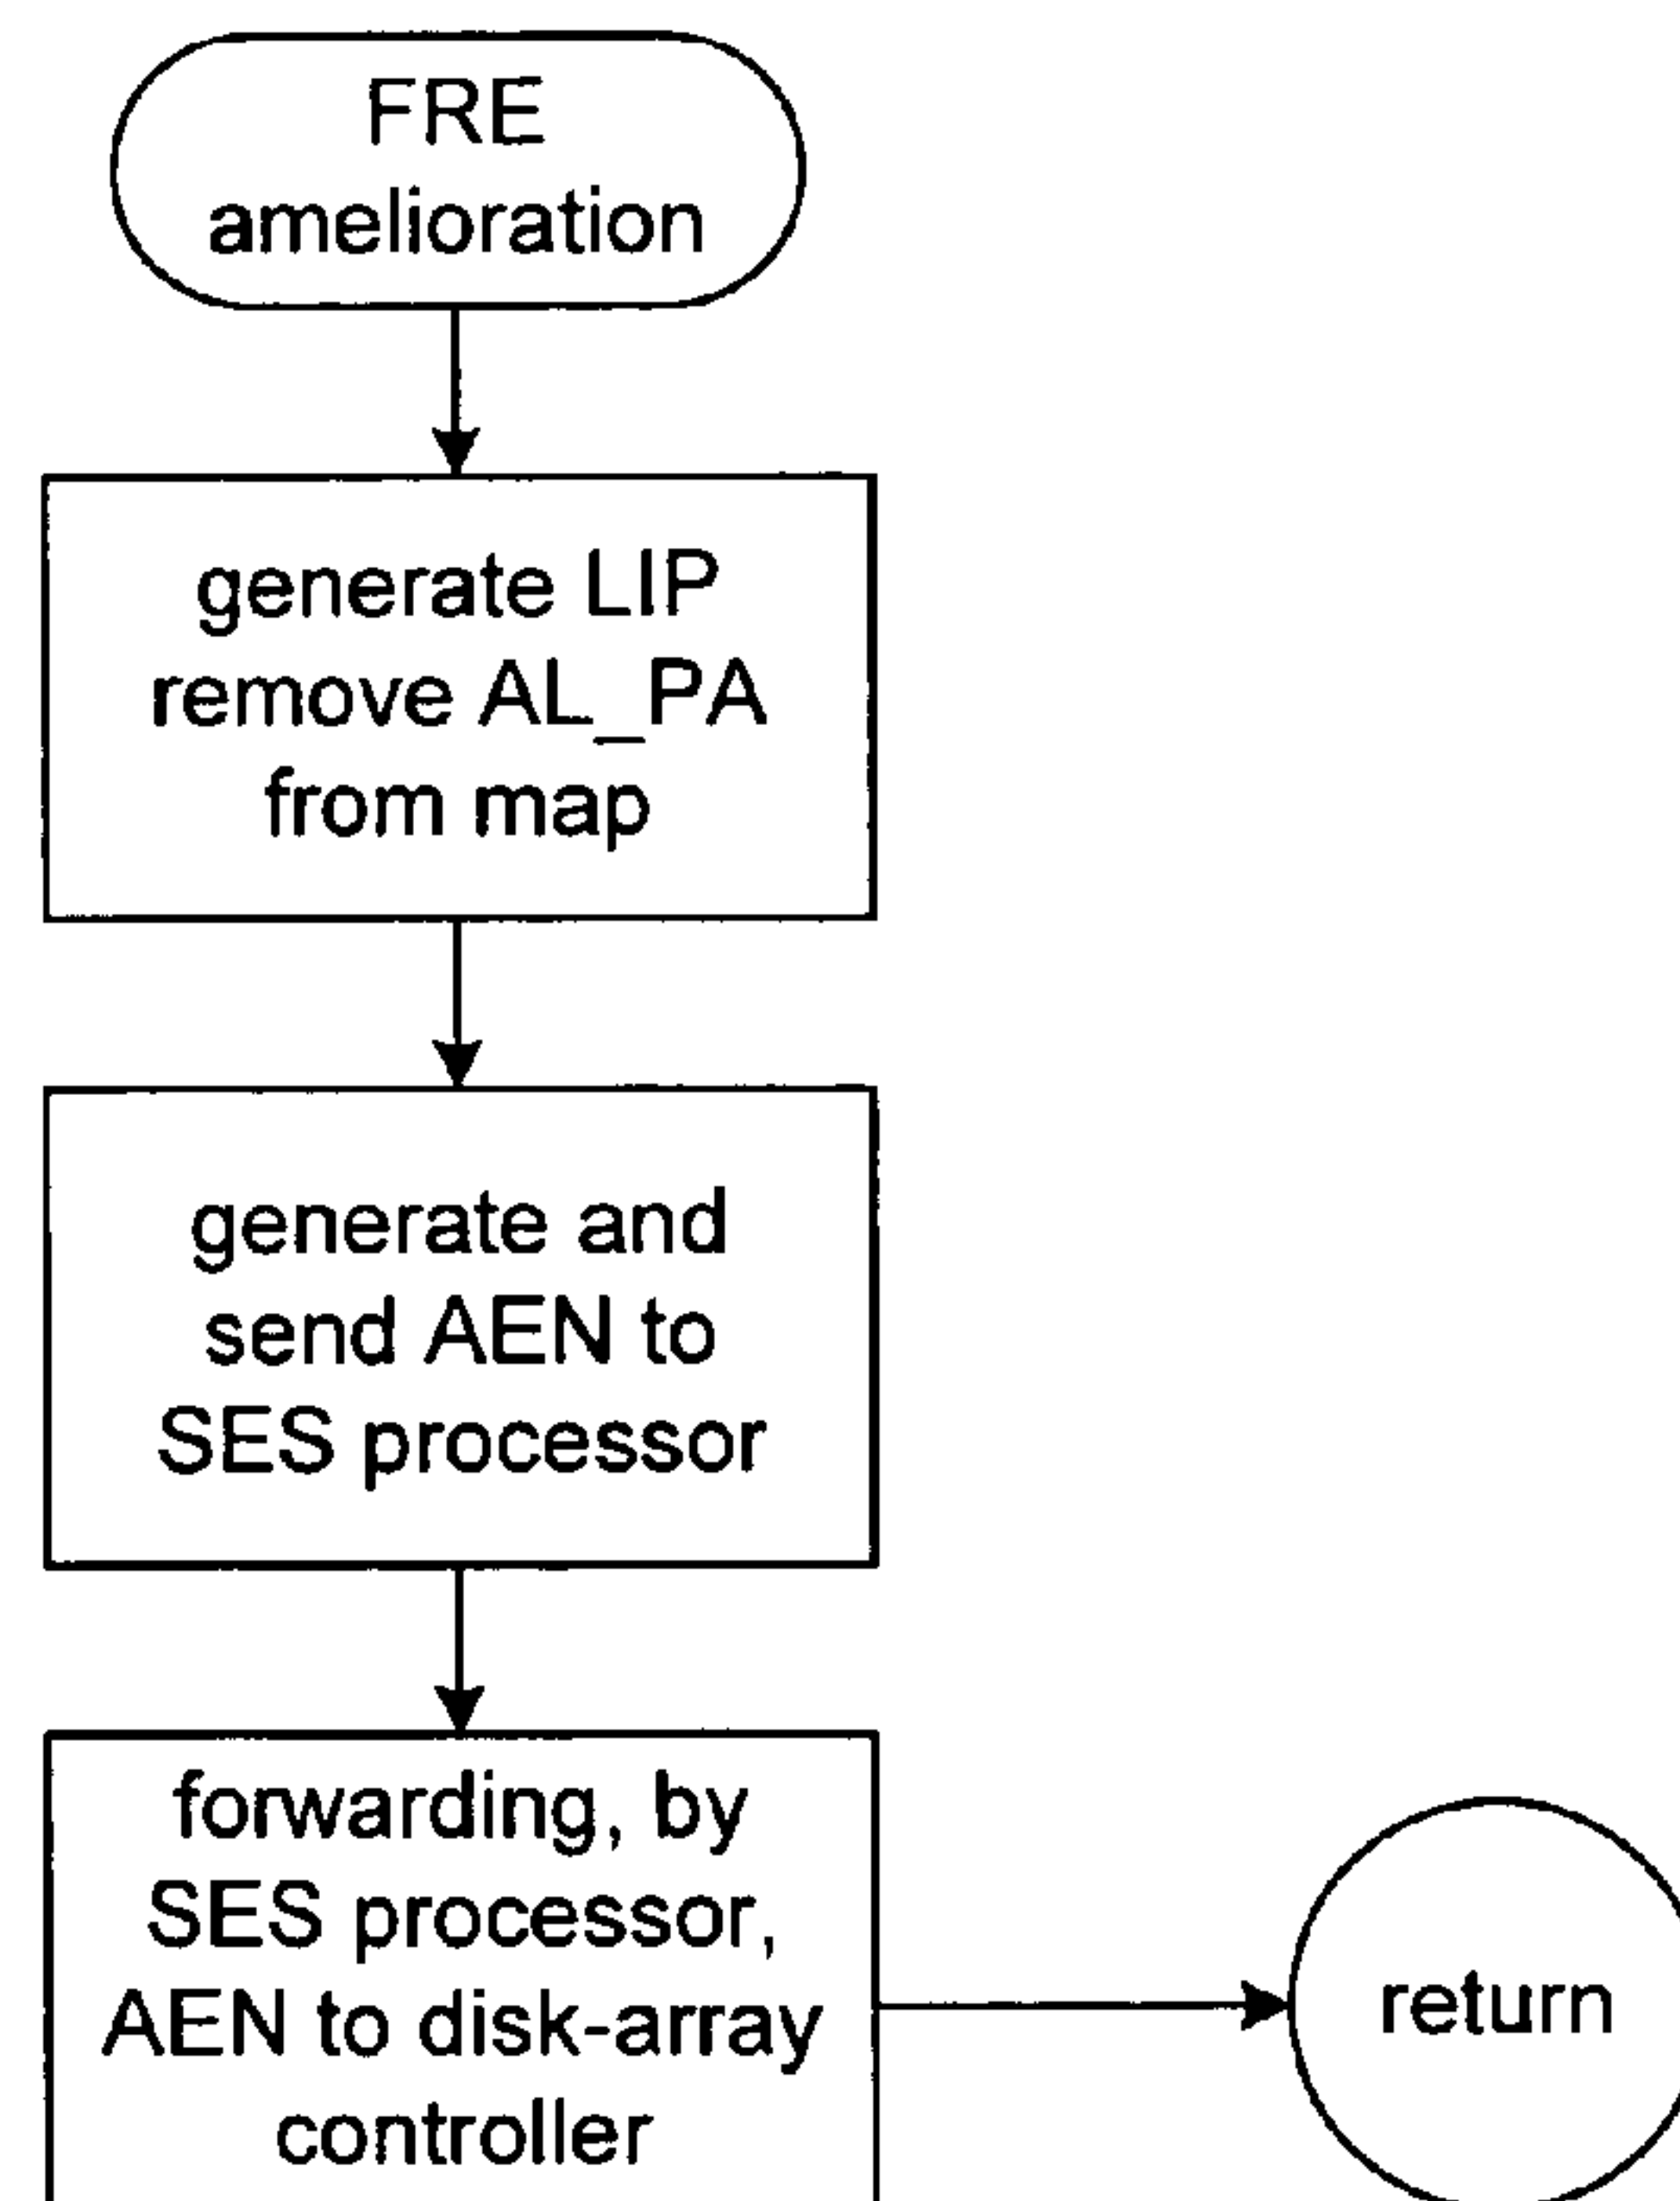 FRE
amelioration
generate LIP
remove AL_PA
from map
generate and
send AEN to
SES processor
forwarding, by
SES processor,
AEN to disk-array
controller
return